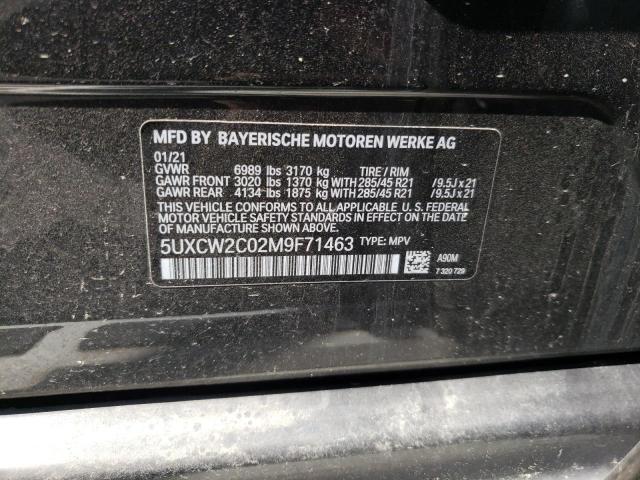 MFD BY BAYERISCHE MOTOREN WERKE AG
01/21
GVWR 6989 lbs 3170 kg TIRE / RIM
GAWR FRONT 3020 lbs 1370 kg WITH 285/45 R21 /9.5J x 21
GAWR REAR 4134 lbs 1875 kg WITH 285/45 R21 /9.5J x 21
THIS VEHICLE CONFORMS TO ALL APPLICABLE U. S. FEDERAL
MOTOR VEHICLE SAFETY STANDARDS IN EFFECT ON THE DATE
OF MANUFACTURE SHOWN ABOVE.
5UXCW2C02M9F71463 TYPE: MPV
A90M
7 320 729